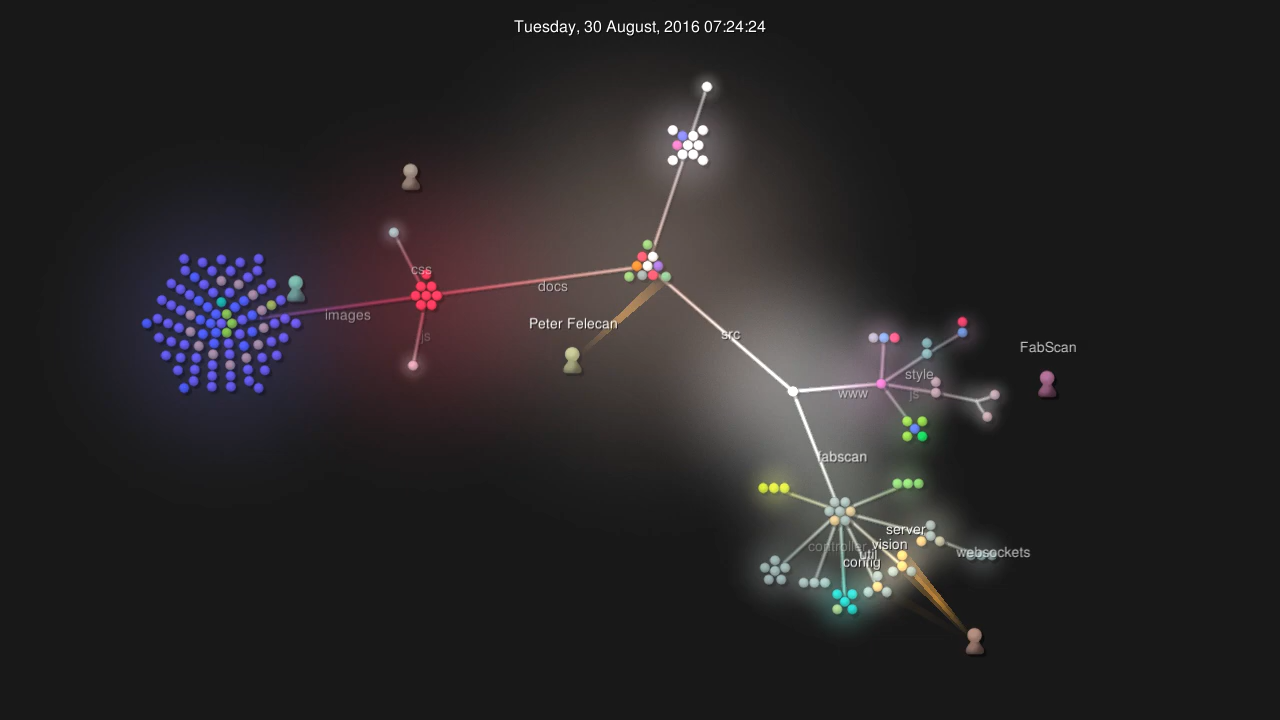 Tuesday, 30 August, 2016 07:24:24
css
docs
images
Peter Felecan
js
src
FabScan
style
www
js
fabscan
server
controller
vision
util
websockets
config